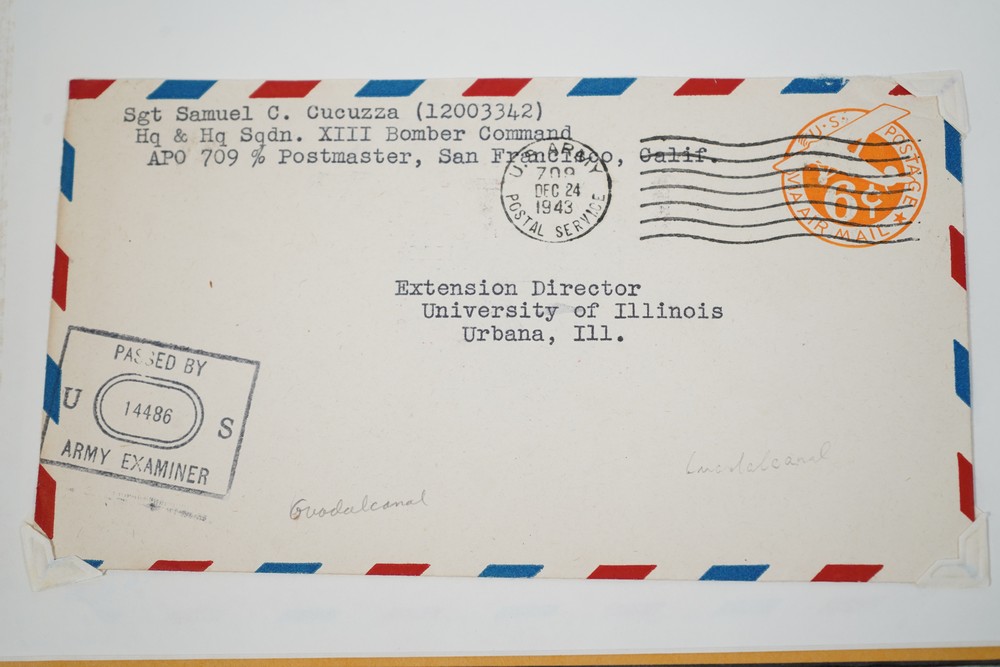 Sgt Samuel C. Cucuzza (12003342)
Hq & Hq Sqdn. XIII Bomber Command
APO 709 % Postmaster, San Francisco, Calif.
U.S. ARMY
709
DEC 24
1943
POSTAL SERVICE
U.S. POSTAGE
6¢
VIA AIR MAIL
Extension Director
University of Illinois
Urbana, Ill.
PASSED BY
U 14486 S
ARMY EXAMINER
Guadalcanal
Guadalcanal